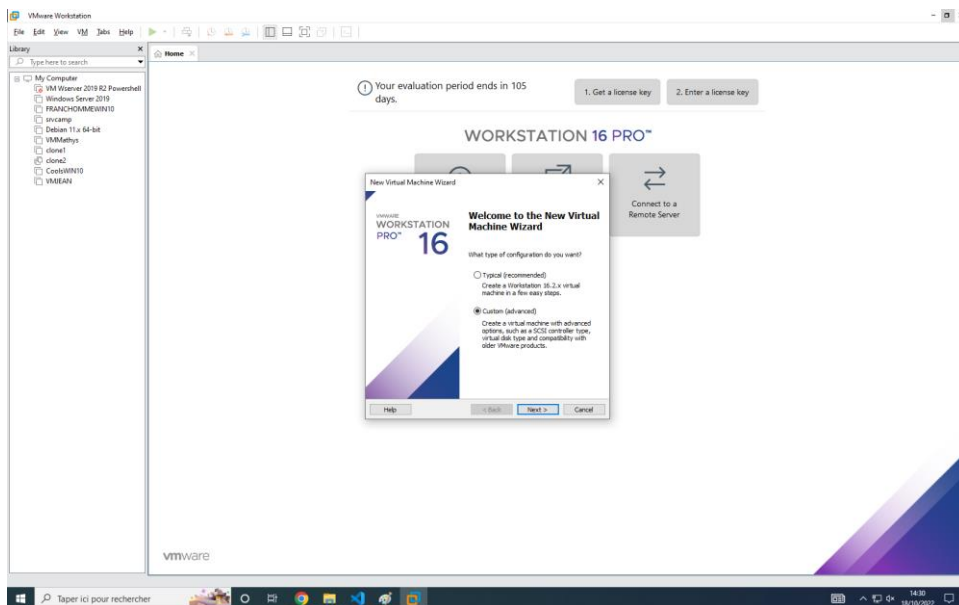 VMware Workstation
File Edit View VM Tabs Help
Library
Type here to search
My Computer
VM Wserver 2019 R2 Powershell
Windows Server 2019
FRANCHOMMEWIN10
srvcamp
Debian 11.x 64-bit
VMMathys
clone1
clone2
CoolsWIN10
VMJEAN
Home
Your evaluation period ends in 105
days.
1. Get a license key
2. Enter a license key
WORKSTATION 16 PRO™
Connect to a
Remote Server
New Virtual Machine Wizard
VMWARE
WORKSTATION
PRO™ 16
Welcome to the New Virtual
Machine Wizard
What type of configuration do you want?
Typical (recommended)
Create a Workstation 16.2.x virtual
machine in a few easy steps.
Custom (advanced)
Create a virtual machine with advanced
options, such as a SCSI controller type,
virtual disk type and compatibility with
older VMware products.
Help
< Back
Next >
Cancel
vmware
Taper ici pour rechercher
14:30
18/10/2022